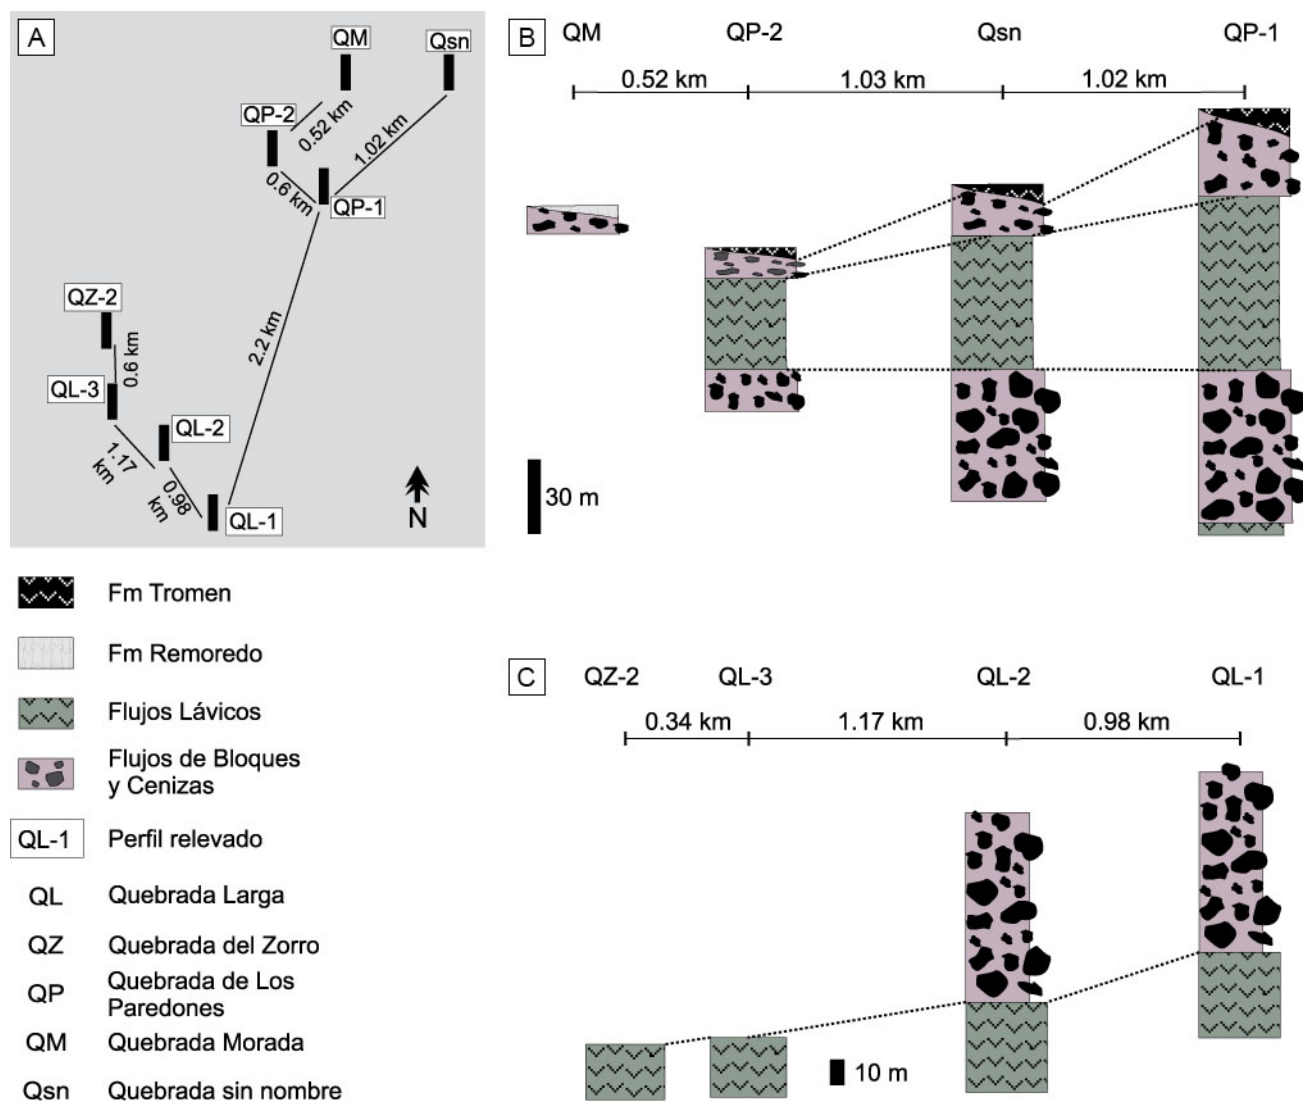 A
QM
Qsn
QP-2
0.52 km
1.02 km
0.6 km
QP-1
QZ-2
0.6 km
2.2 km
QL-3
QL-2
1.17
km
0.98
km
QL-1
N
B
QM
QP-2
Qsn
QP-1
0.52 km
1.03 km
1.02 km
30 m
Fm Tromen
Fm Remoredo
Flujos Lávicos
Flujos de Bloques
y Cenizas
QL-1
Perfil relevado
QL
Quebrada Larga
QZ
Quebrada del Zorro
QP
Quebrada de Los
Paredones
QM
Quebrada Morada
Qsn
Quebrada sin nombre
C
QZ-2
QL-3
QL-2
QL-1
0.34 km
1.17 km
0.98 km
10 m